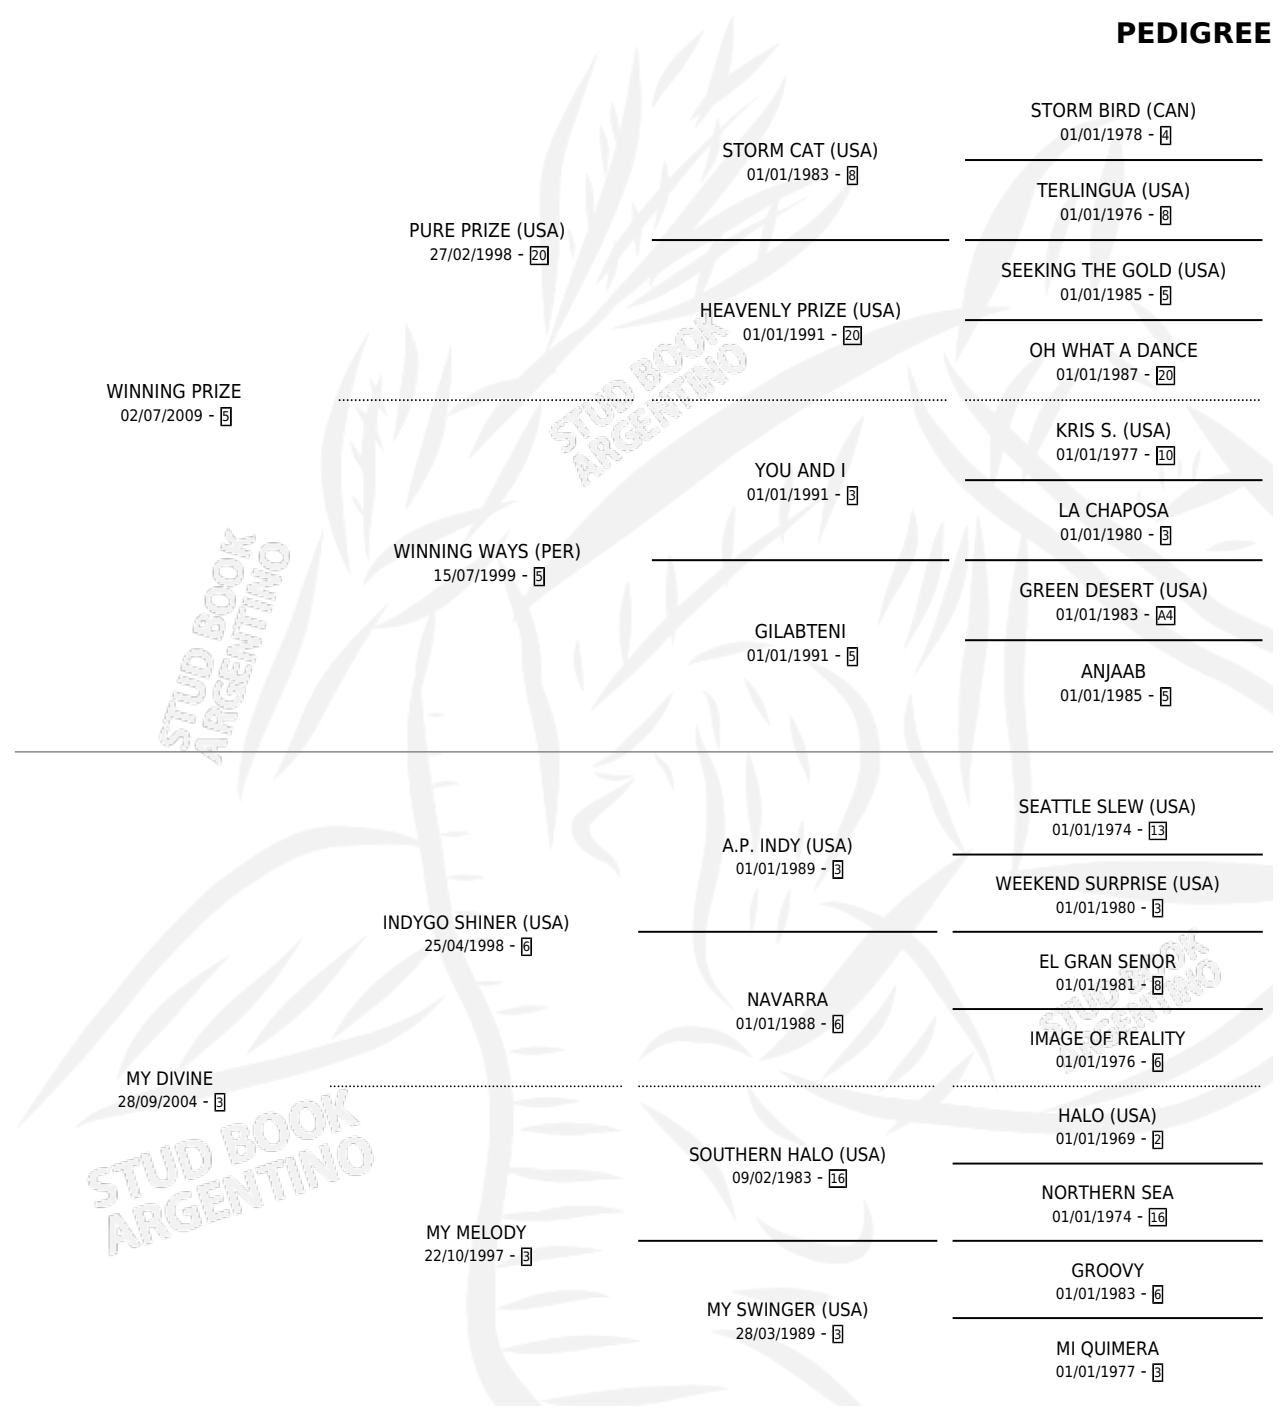 PEDIGREE
STORM BIRD (CAN)
01/01/1978 - 4
STORM CAT (USA)
01/01/1983 - 8
TERLINGUA (USA)
01/01/1976 - 8
PURE PRIZE (USA)
27/02/1998 - 20
SEEKING THE GOLD (USA)
01/01/1985 - 5
HEAVENLY PRIZE (USA)
01/01/1991 - 20
OH WHAT A DANCE
01/01/1987 - 20
WINNING PRIZE
02/07/2009 - 5
KRIS S. (USA)
01/01/1977 - 10
YOU AND I
01/01/1991 - 3
LA CHAPOSA
01/01/1980 - 3
WINNING WAYS (PER)
15/07/1999 - 5
GREEN DESERT (USA)
01/01/1983 - A4
GILABTENI
01/01/1991 - 5
ANJAAB
01/01/1985 - 5
SEATTLE SLEW (USA)
01/01/1974 - 13
A.P. INDY (USA)
01/01/1989 - 3
WEEKEND SURPRISE (USA)
01/01/1980 - 3
INDYGO SHINER (USA)
25/04/1998 - 6
EL GRAN SENOR
01/01/1981 - 8
NAVARRA
01/01/1988 - 6
IMAGE OF REALITY
01/01/1976 - 6
MY DIVINE
28/09/2004 - 3
HALO (USA)
01/01/1969 - 2
SOUTHERN HALO (USA)
09/02/1983 - 16
NORTHERN SEA
01/01/1974 - 16
MY MELODY
22/10/1997 - 3
GROOVY
01/01/1983 - 6
MY SWINGER (USA)
28/03/1989 - 3
MI QUIMERA
01/01/1977 - 3
STUD BOOK
ARGENTINO
STUD BOOK
ARGENTINO
STUD BOOK
ARGENTINO
STUD BOOK
ARGENTINO